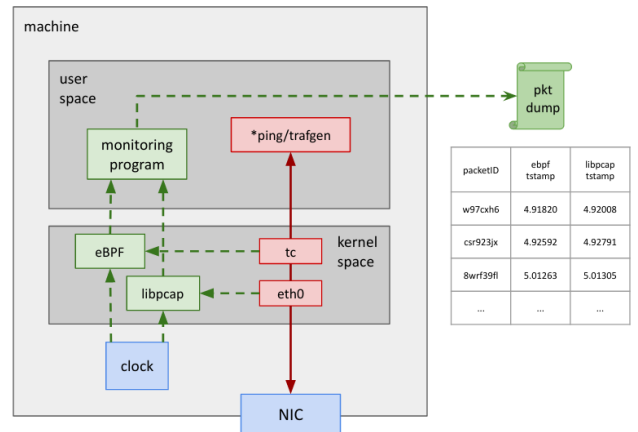 machine
user
space
monitoring
program
*ping/trafgen
pkt
dump
eBPF
tc
kernel
space
libpcap
eth0
clock
NIC
packetID ebpf tstamp libpcap tstamp
w97cxh6 4.91820 4.92008
csr923jx 4.92592 4.92791
8wrf39fl 5.01263 5.01305
... ... ...